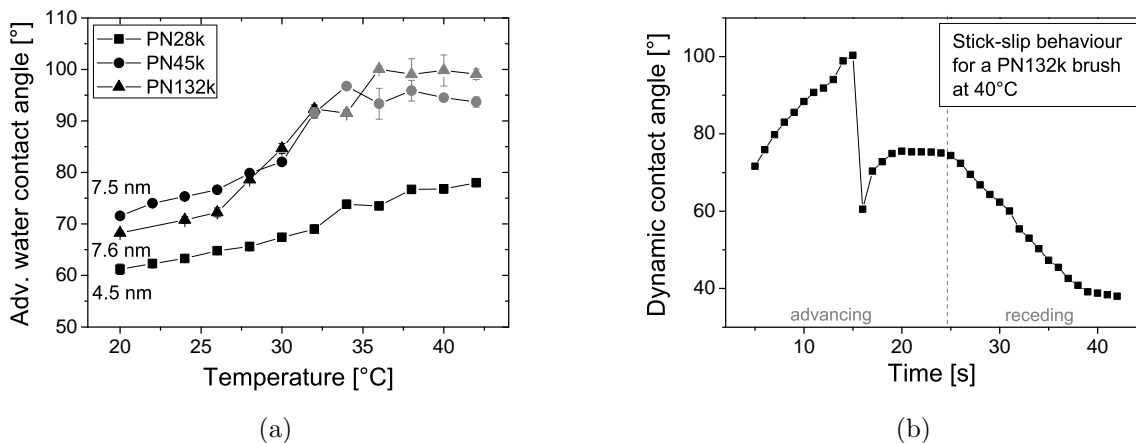 PN28k
PN45k
PN132k
Adv. water contact angle [°]
110
100
90
80
70
60
50
7.5 nm
7.6 nm
4.5 nm
20 25 30 35 40
Temperature [°C]
(a)
Dynamic contact angle [°]
100
80
60
40
Stick-slip behaviour
for a PN132k brush
at 40°C
advancing receding
10 20 30 40
Time [s]
(b)